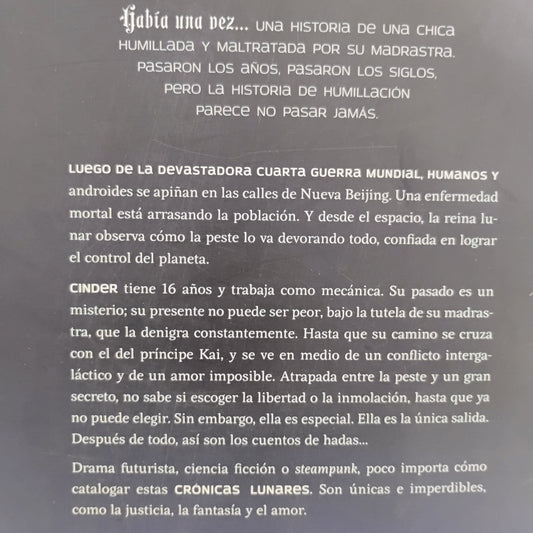 Había una vez... UNA HISTORIA DE UNA CHICA
HUMILLADA Y MALTRATADA POR SU MADRASTRA.
PASARON LOS AÑOS, PASARON LOS SIGLOS,
PERO LA HISTORIA DE HUMILLACIÓN
PARECE NO PASAR JAMÁS.
LUEGO DE LA DEVASTADORA CUARTA GUERRA MUNDIAL, HUMANOS Y
androides se apiñan en las calles de Nueva Beijing. Una enfermedad
mortal está arrasando la población. Y desde el espacio, la reina lu-
nar observa cómo la peste lo va devorando todo, confiada en lograr
el control del planeta.
CINDER tiene 16 años y trabaja como mecánica. Su pasado es un
misterio; su presente no puede ser peor, bajo la tutela de su madras-
tra, que la denigra constantemente. Hasta que su camino se cruza
con el del príncipe Kai, y se ve en medio de un conflicto interga-
láctico y de un amor imposible. Atrapada entre la peste y un gran
secreto, no sabe si escoger la libertad o la inmolación, hasta que ya
no puede elegir. Sin embargo, ella es especial. Ella es la única salida.
Después de todo, así son los cuentos de hadas...
Drama futurista, ciencia ficción o steampunk, poco importa cómo
catalogar estas CRÓNICAS LUNARES. Son únicas e imperdibles,
como la justicia, la fantasía y el amor.